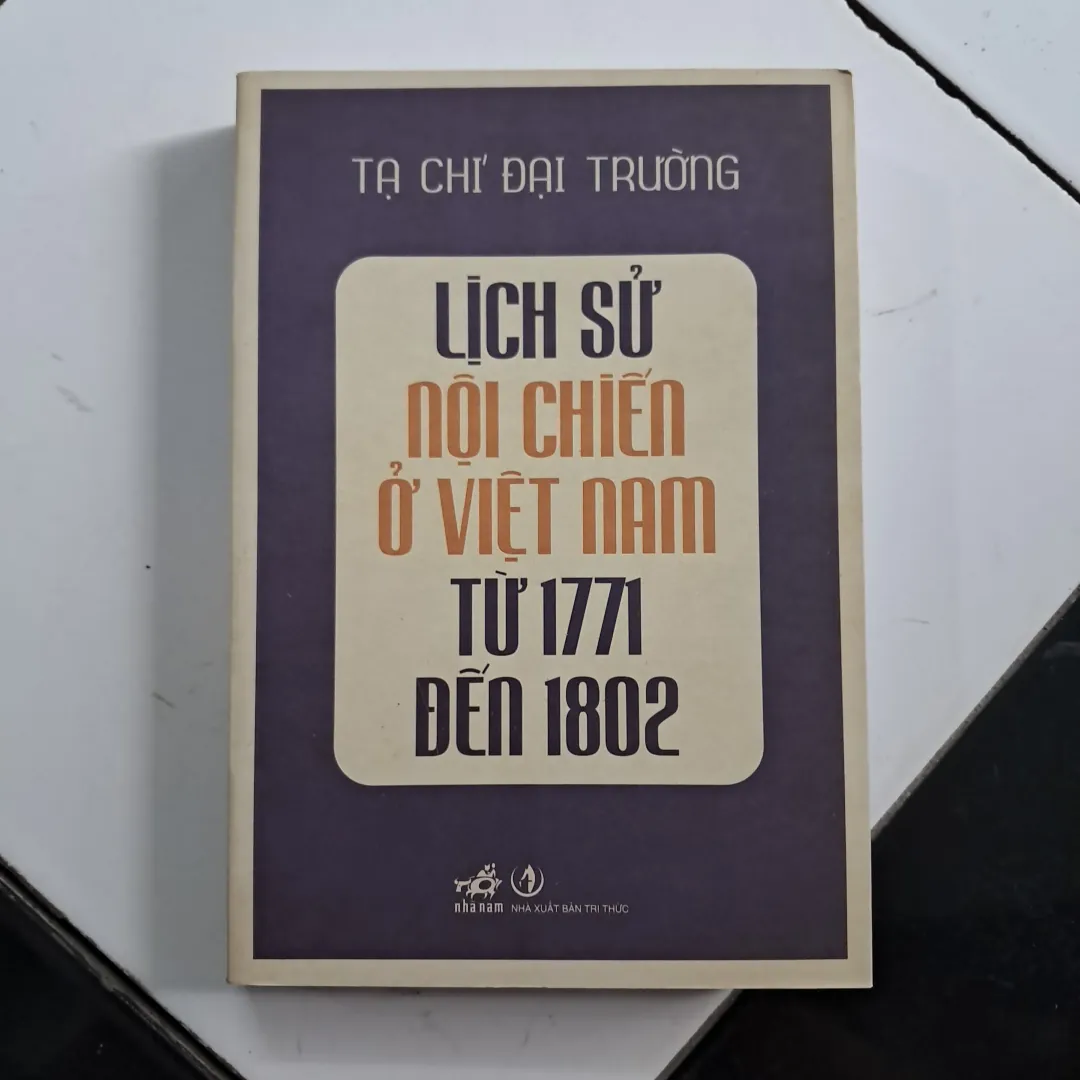 TẠ CHÍ ĐẠI TRƯỜNG
LỊCH SỬ
NỘI CHIẾN
Ở VIỆT NAM
TỪ 1771
ĐẾN 1802
nhã nam NHÀ XUẤT BẢN TRI THỨC